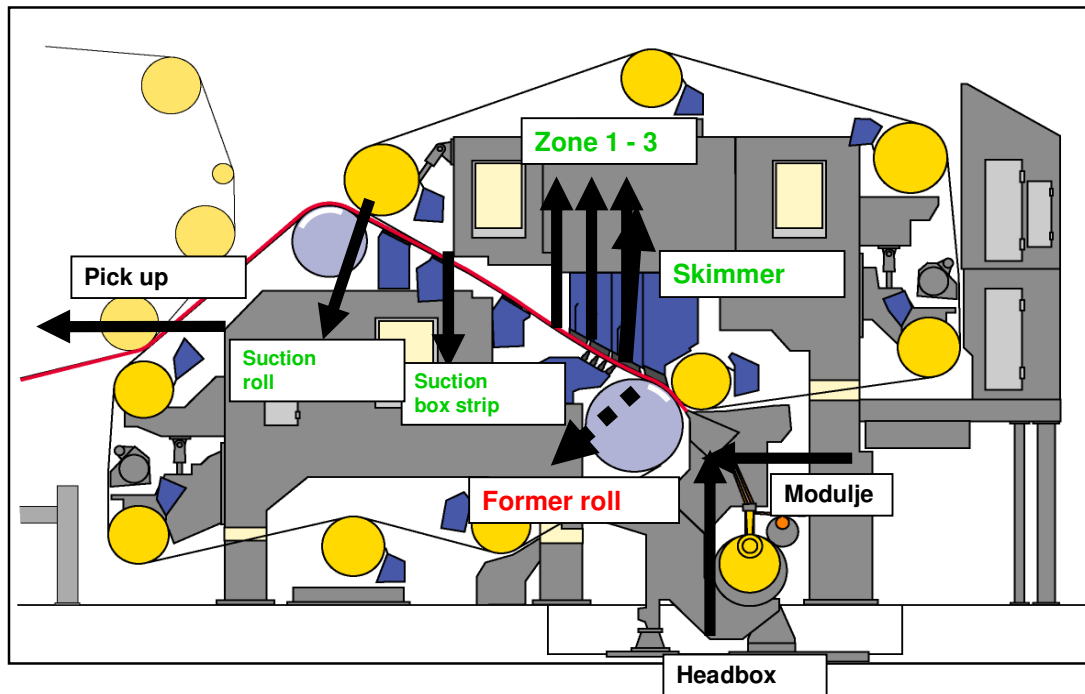 Zone 1 - 3
Skimmer
Pick up
Suction
roll
Suction
box strip
Former roll
Modulje
Headbox